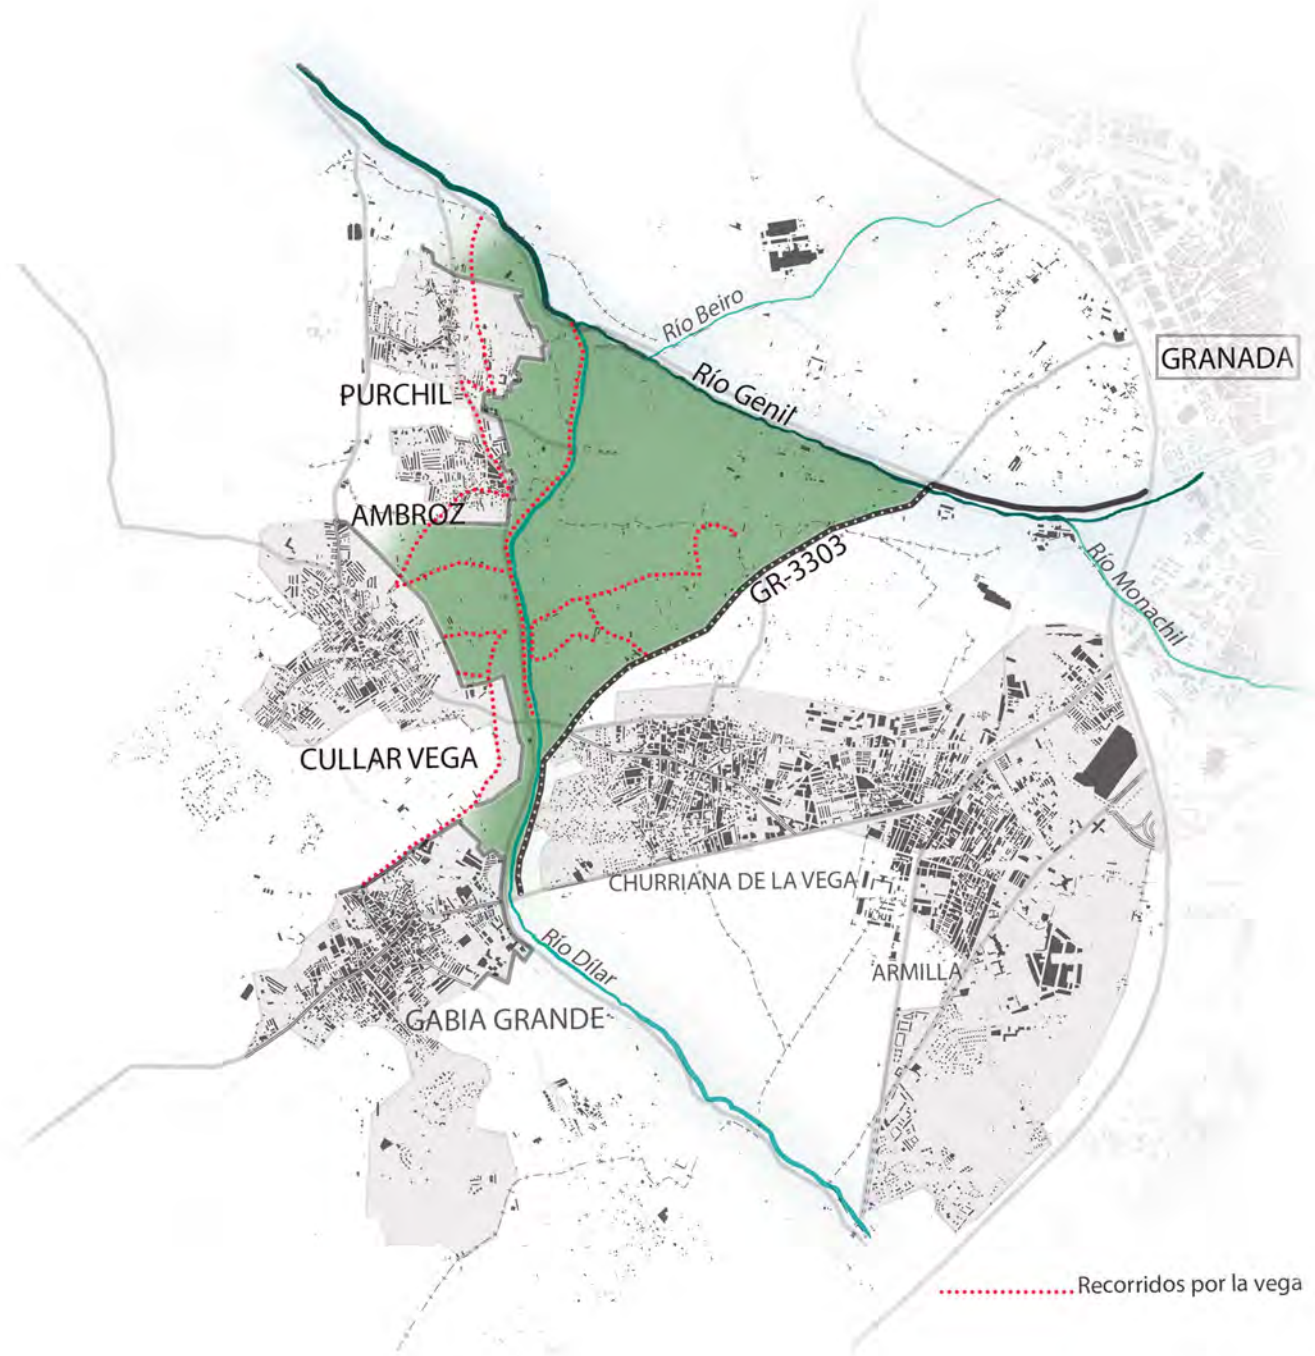 Río Beiro
GRANADA
Río Genil
PURCHIL
AMBROZ
GR-3303
Río Monachil
CULLAR VEGA
CHURRIANA DE LA VEGA
Río Dílar
ARMILLA
GABIA GRANDE
Recorridos por la vega